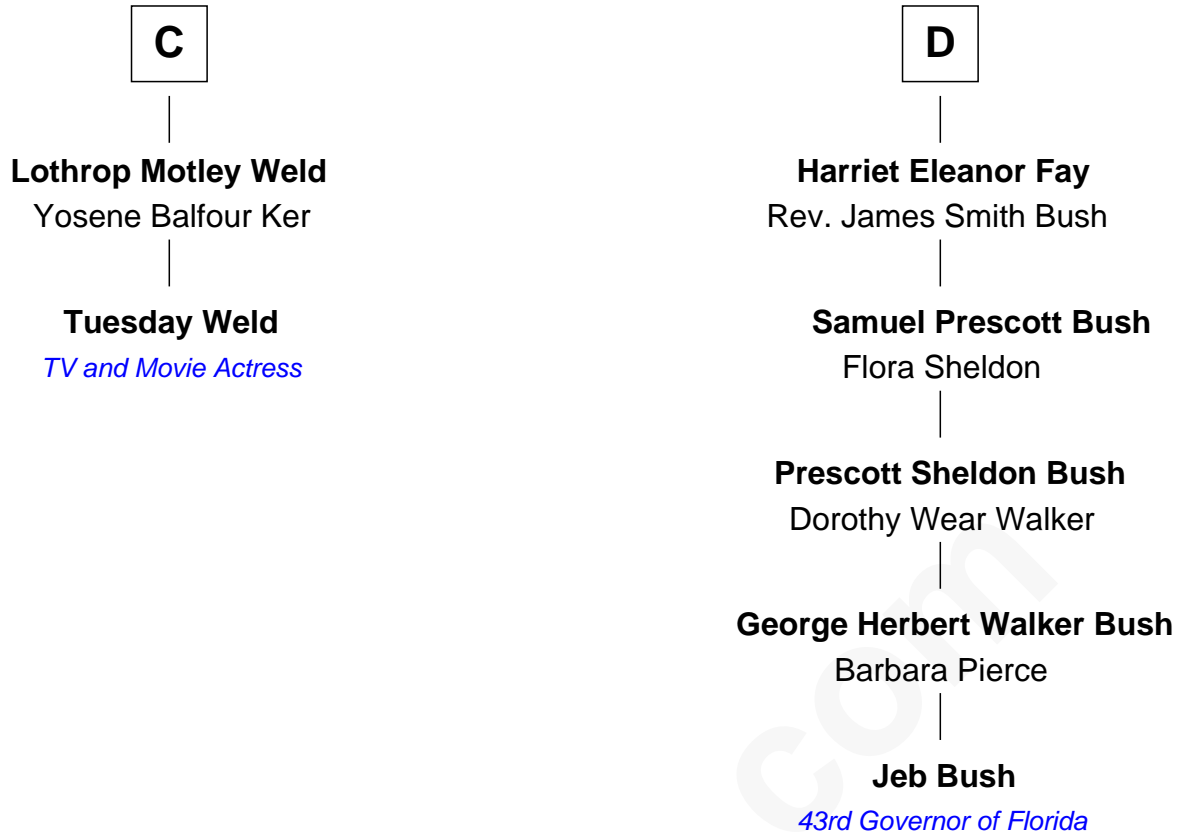 C
Lothrop Motley Weld
Yosene Balfour Ker
Tuesday Weld
TV and Movie Actress
D
Harriet Eleanor Fay
Rev. James Smith Bush
Samuel Prescott Bush
Flora Sheldon
Prescott Sheldon Bush
Dorothy Wear Walker
George Herbert Walker Bush
Barbara Pierce
Jeb Bush
43rd Governor of Florida
com